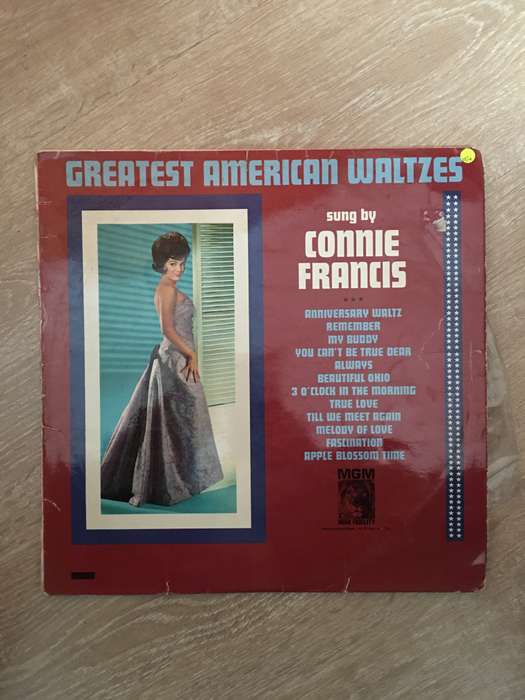 GREATEST AMERICAN WALTZES
sung by
CONNIE
FRANCIS
***
ANNIVERSARY WALTZ
REMEMBER
MY BUDDY
YOU CAN'T BE TRUE DEAR
ALWAYS
BEAUTIFUL OHIO
3 O'CLOCK IN THE MORNING
TRUE LOVE
TILL WE MEET AGAIN
MELODY OF LOVE
FASCINATION
APPLE BLOSSOM TIME
MGM
HIGH FIDELITY